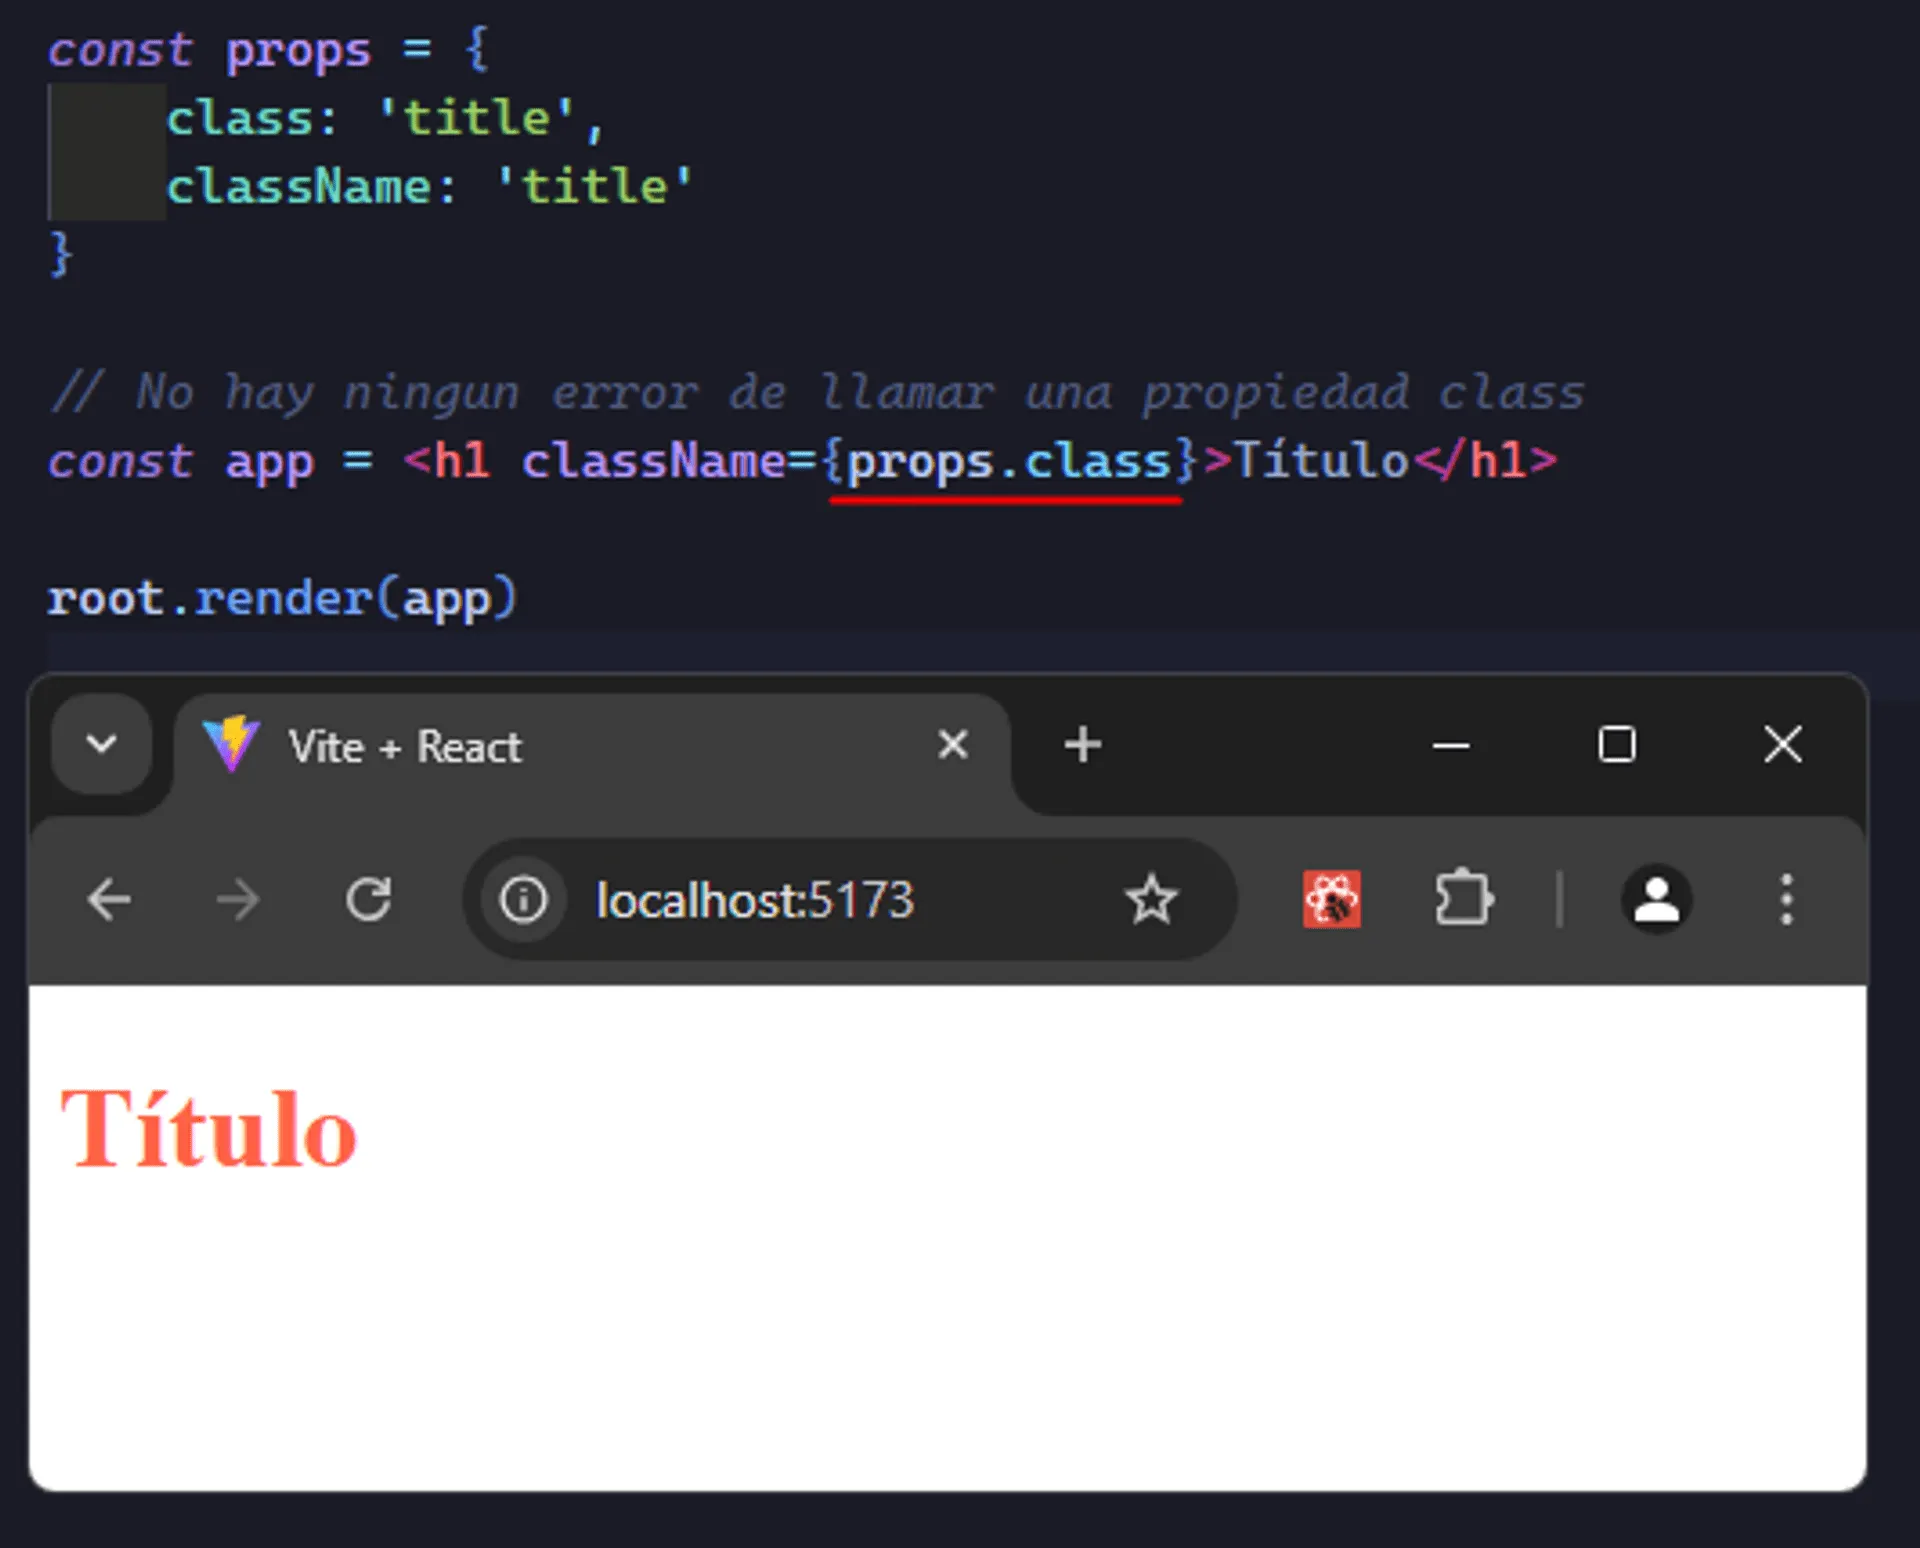 const props = {
class: 'title',
className: 'title'
}
// No hay ningun error de llamar una propiedad class
const app = <h1 className={props.class}>Título</h1>
root.render(app)
Vite + React
localhost:5173
Título